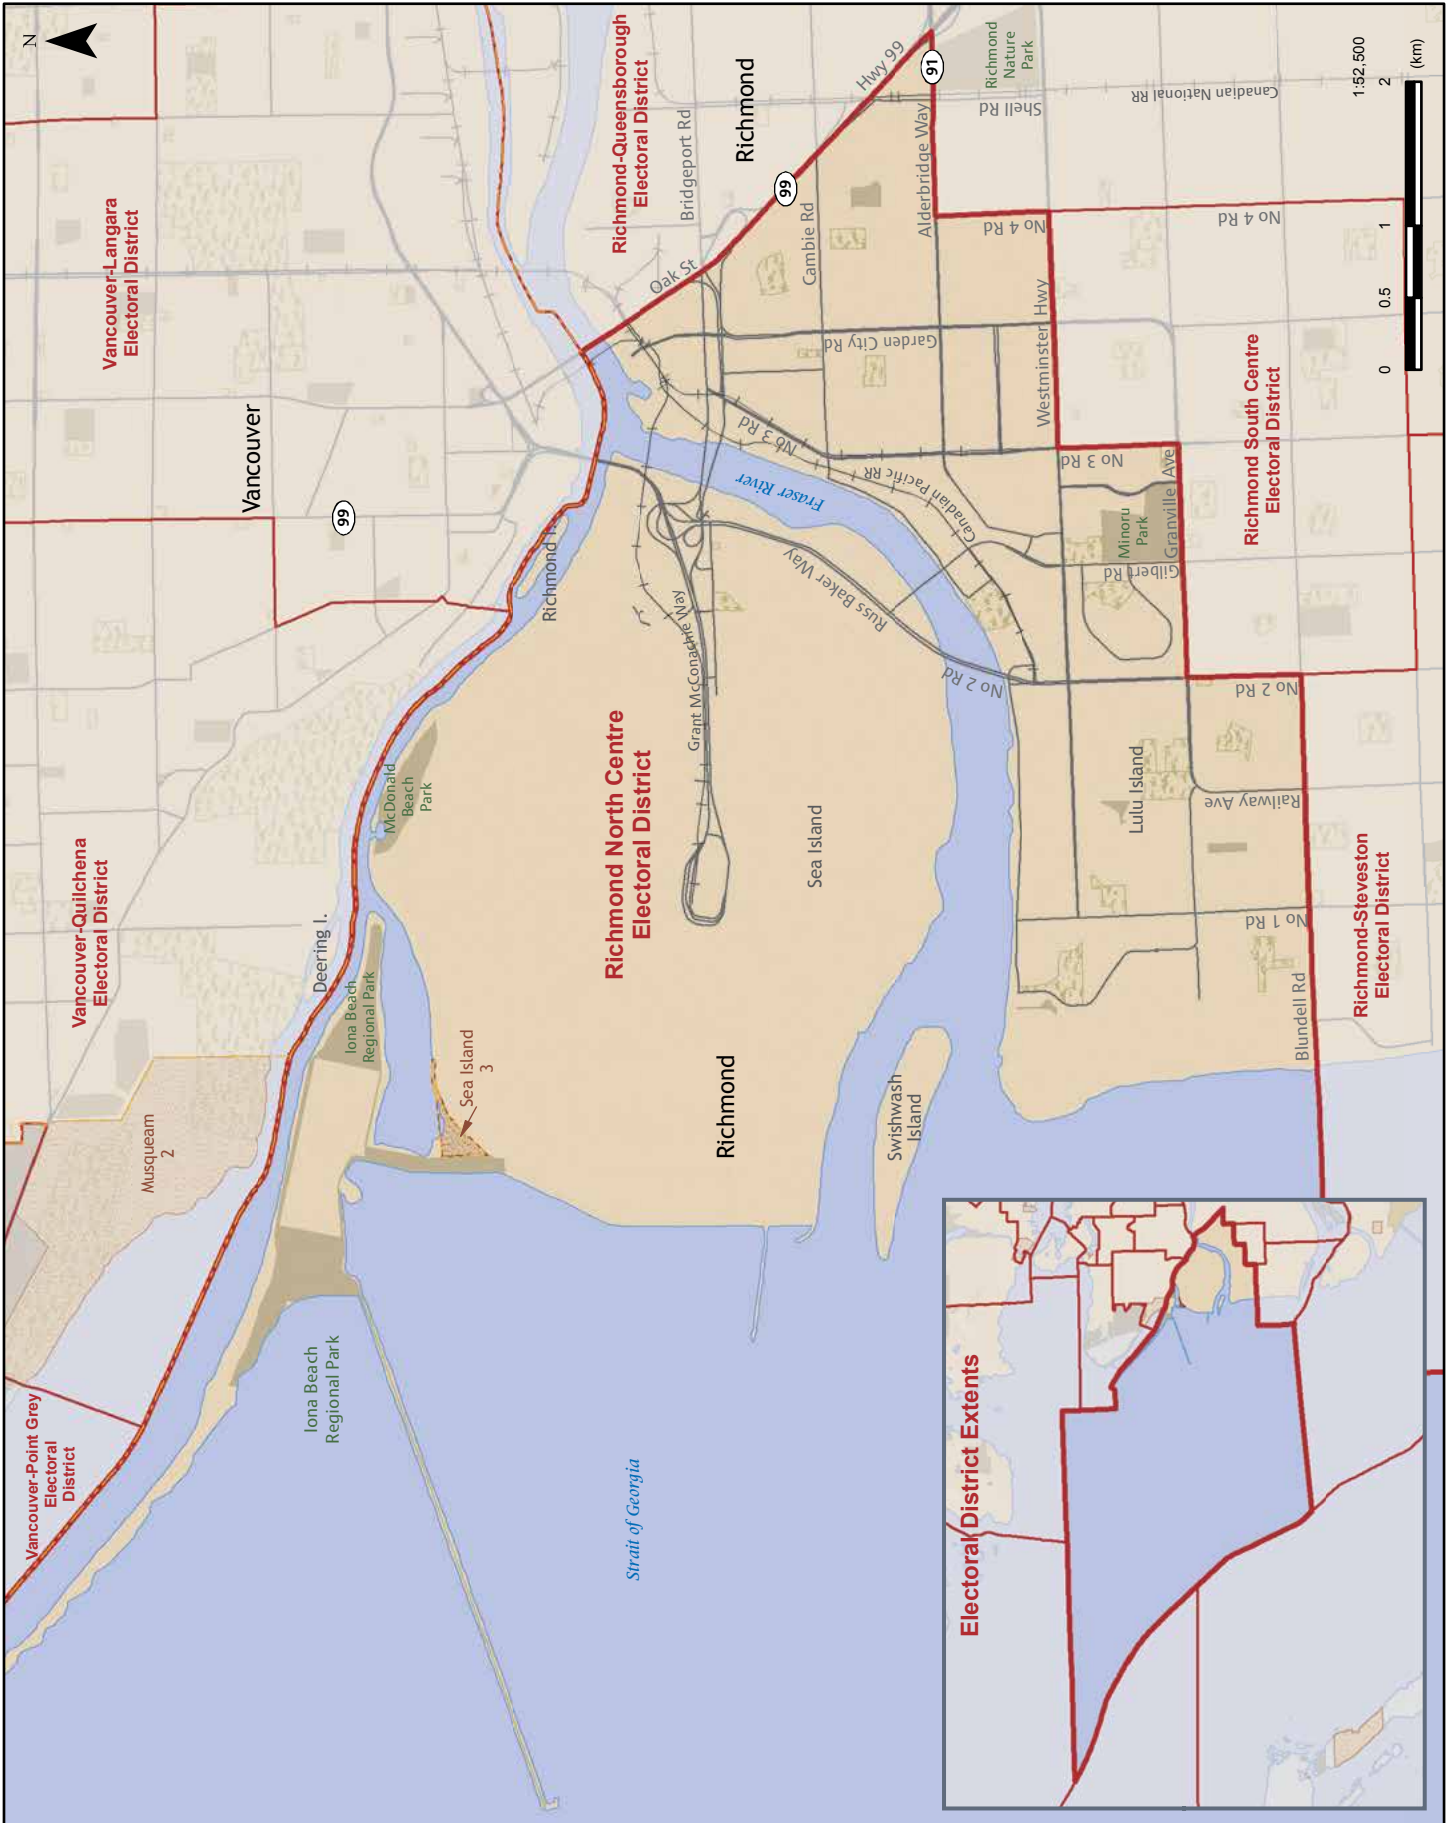 N
Vancouver-Langara
Electoral District
Vancouver-Quilchena
Electoral District
Vancouver-Point Grey
Electoral
District
Musqueam
2
Vancouver
99
Deering I.
Richmond I.
Iona Beach
Regional Park
Iona Beach
Regional Park
McDonald
Beach
Park
Sea Island
3
Richmond-Queensborough
Electoral District
Bridgeport Rd
Richmond
Hwy 99
91
99
Oak St
Cambie Rd
Alderbridge Way
Richmond
Nature
Park
Shell Rd
Canadian National RR
No 4 Rd
No 4 Rd
Garden City Rd
Westminster Hwy
No 3 Rd
No 3 Rd
Canadian Pacific RR
Fraser River
Granville Ave
Minoru
Park
Gilbert Rd
Russ Baker Way
Grant McConachie Way
No 2 Rd
No 2 Rd
Richmond North Centre
Electoral District
Sea Island
Richmond
Swishwash
Island
Lulu Island
Railway Ave
No 1 Rd
Blundell Rd
Richmond South Centre
Electoral District
Richmond-Steveston
Electoral District
Strait of Georgia
Electoral District Extents
1:52,500
0
0.5
1
2
(km)